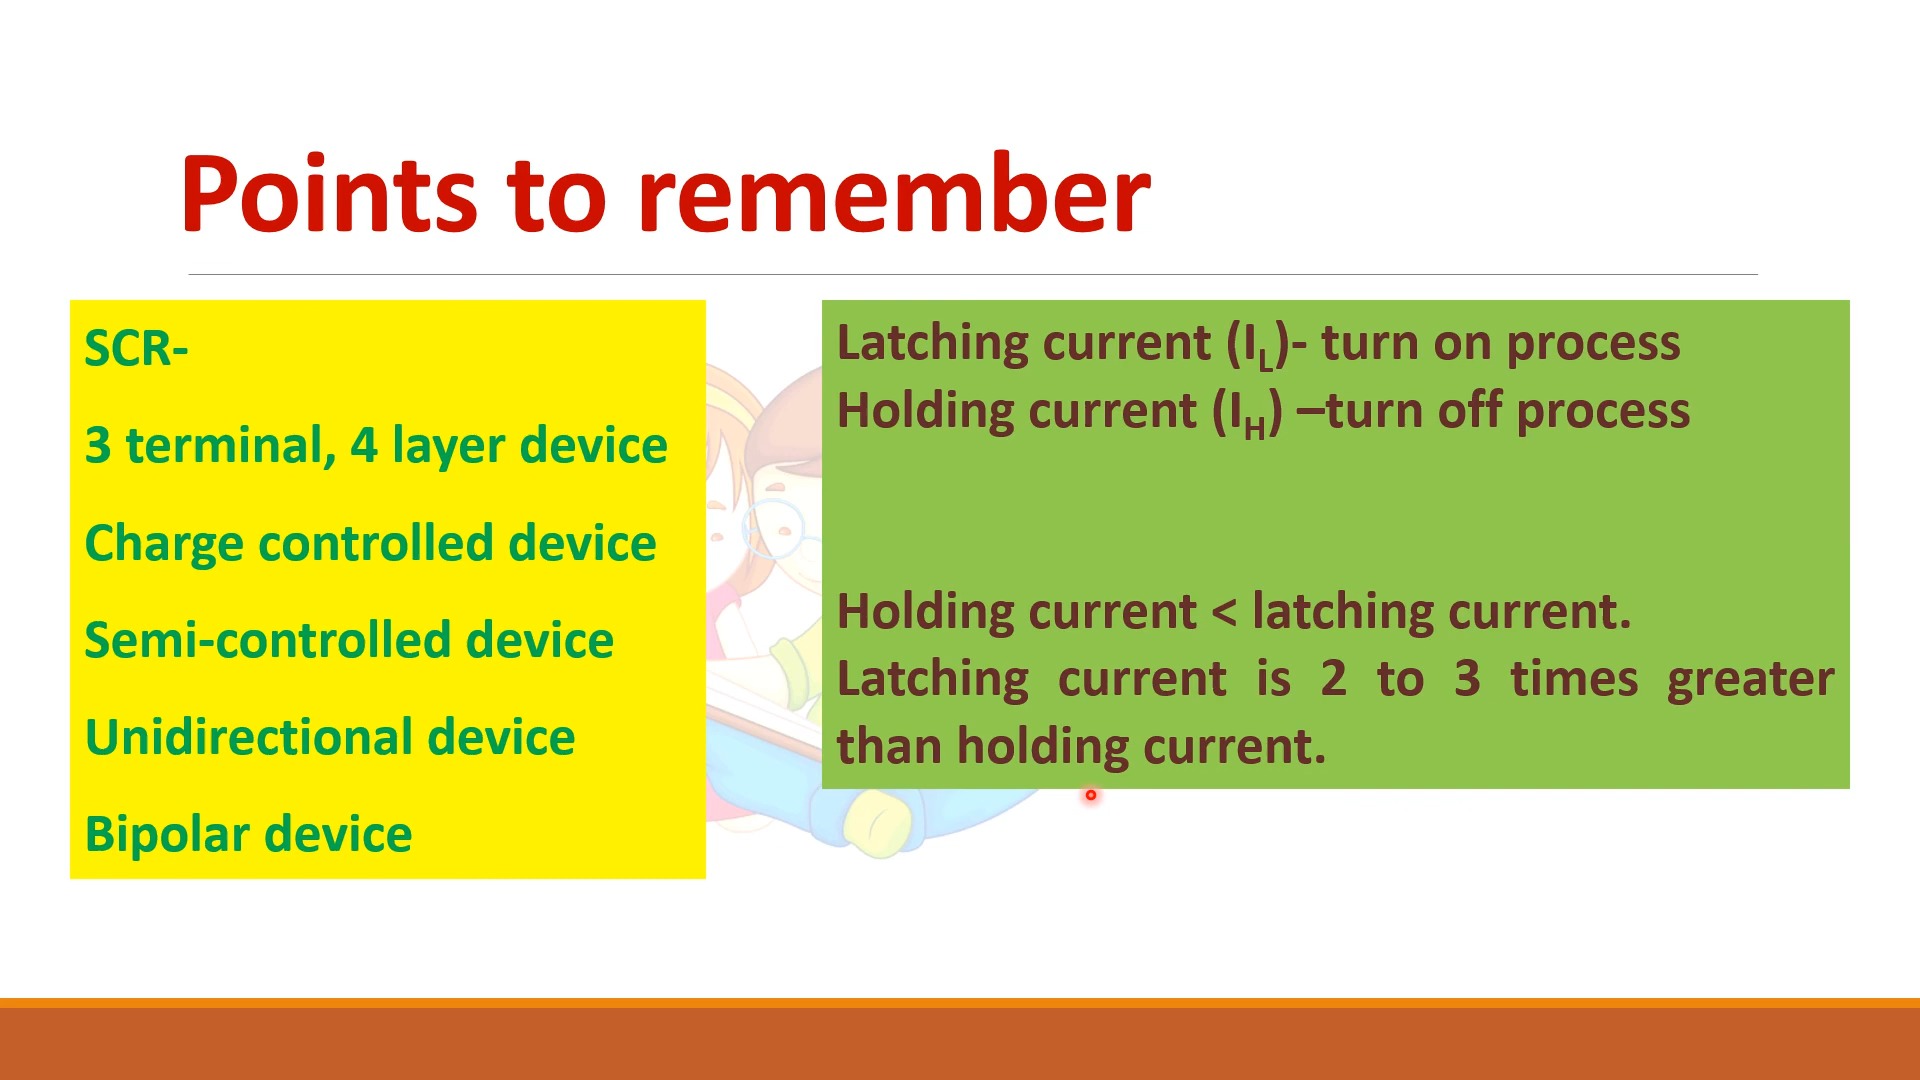 Points to remember
SCR-
3 terminal, 4 layer device
Charge controlled device
Semi-controlled device
Unidirectional device
Bipolar device
Latching current (IL)- turn on process
Holding current (IH) –turn off process
Holding current < latching current.
Latching current is 2 to 3 times greater
than holding current.